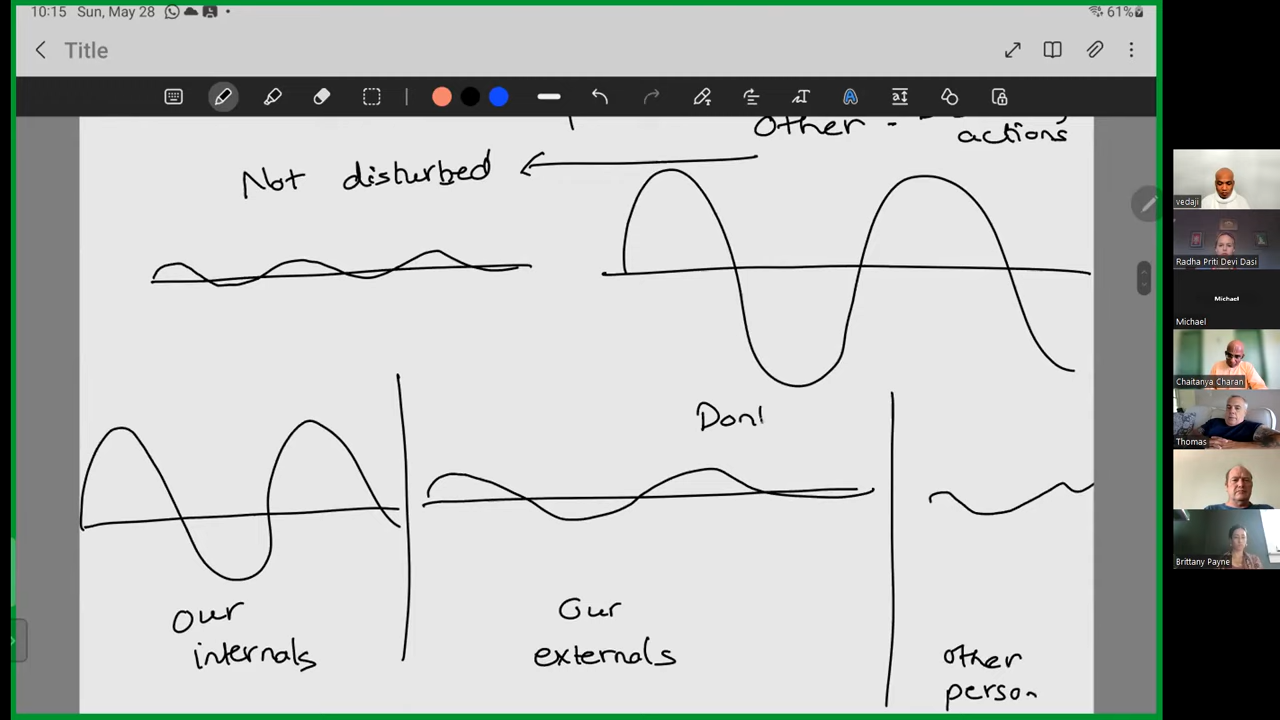 10:15 Sun, May 28
61%
Title
Other -
actions
Not disturbed
Don
Our
internals
Our
externals
other
person
vedaji
Radha Priti Devi Dasi
Michael
Michael
Chaitanya Charan
Thomas
Brittany Payne